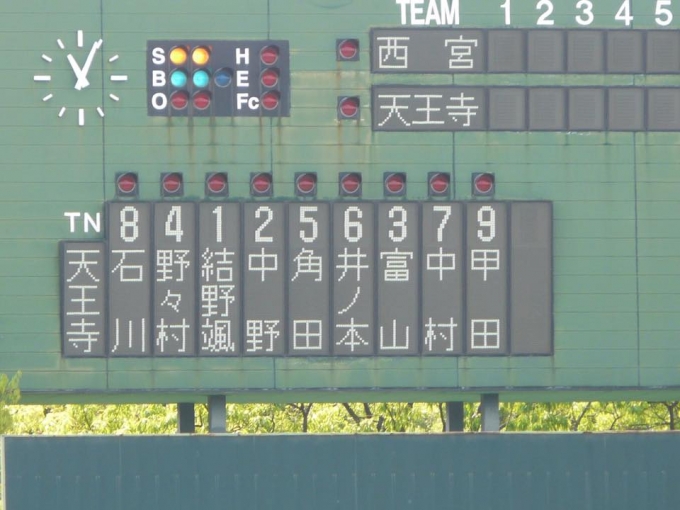 TEAM 1 2 3 4 5
S H 西宮
B E
O Fc 天王寺
TN 8 4 1 2 5 6 3 7 9
天王寺
石川
野々村
結野颯
中野
角田
井ノ本
富山
中村
甲田